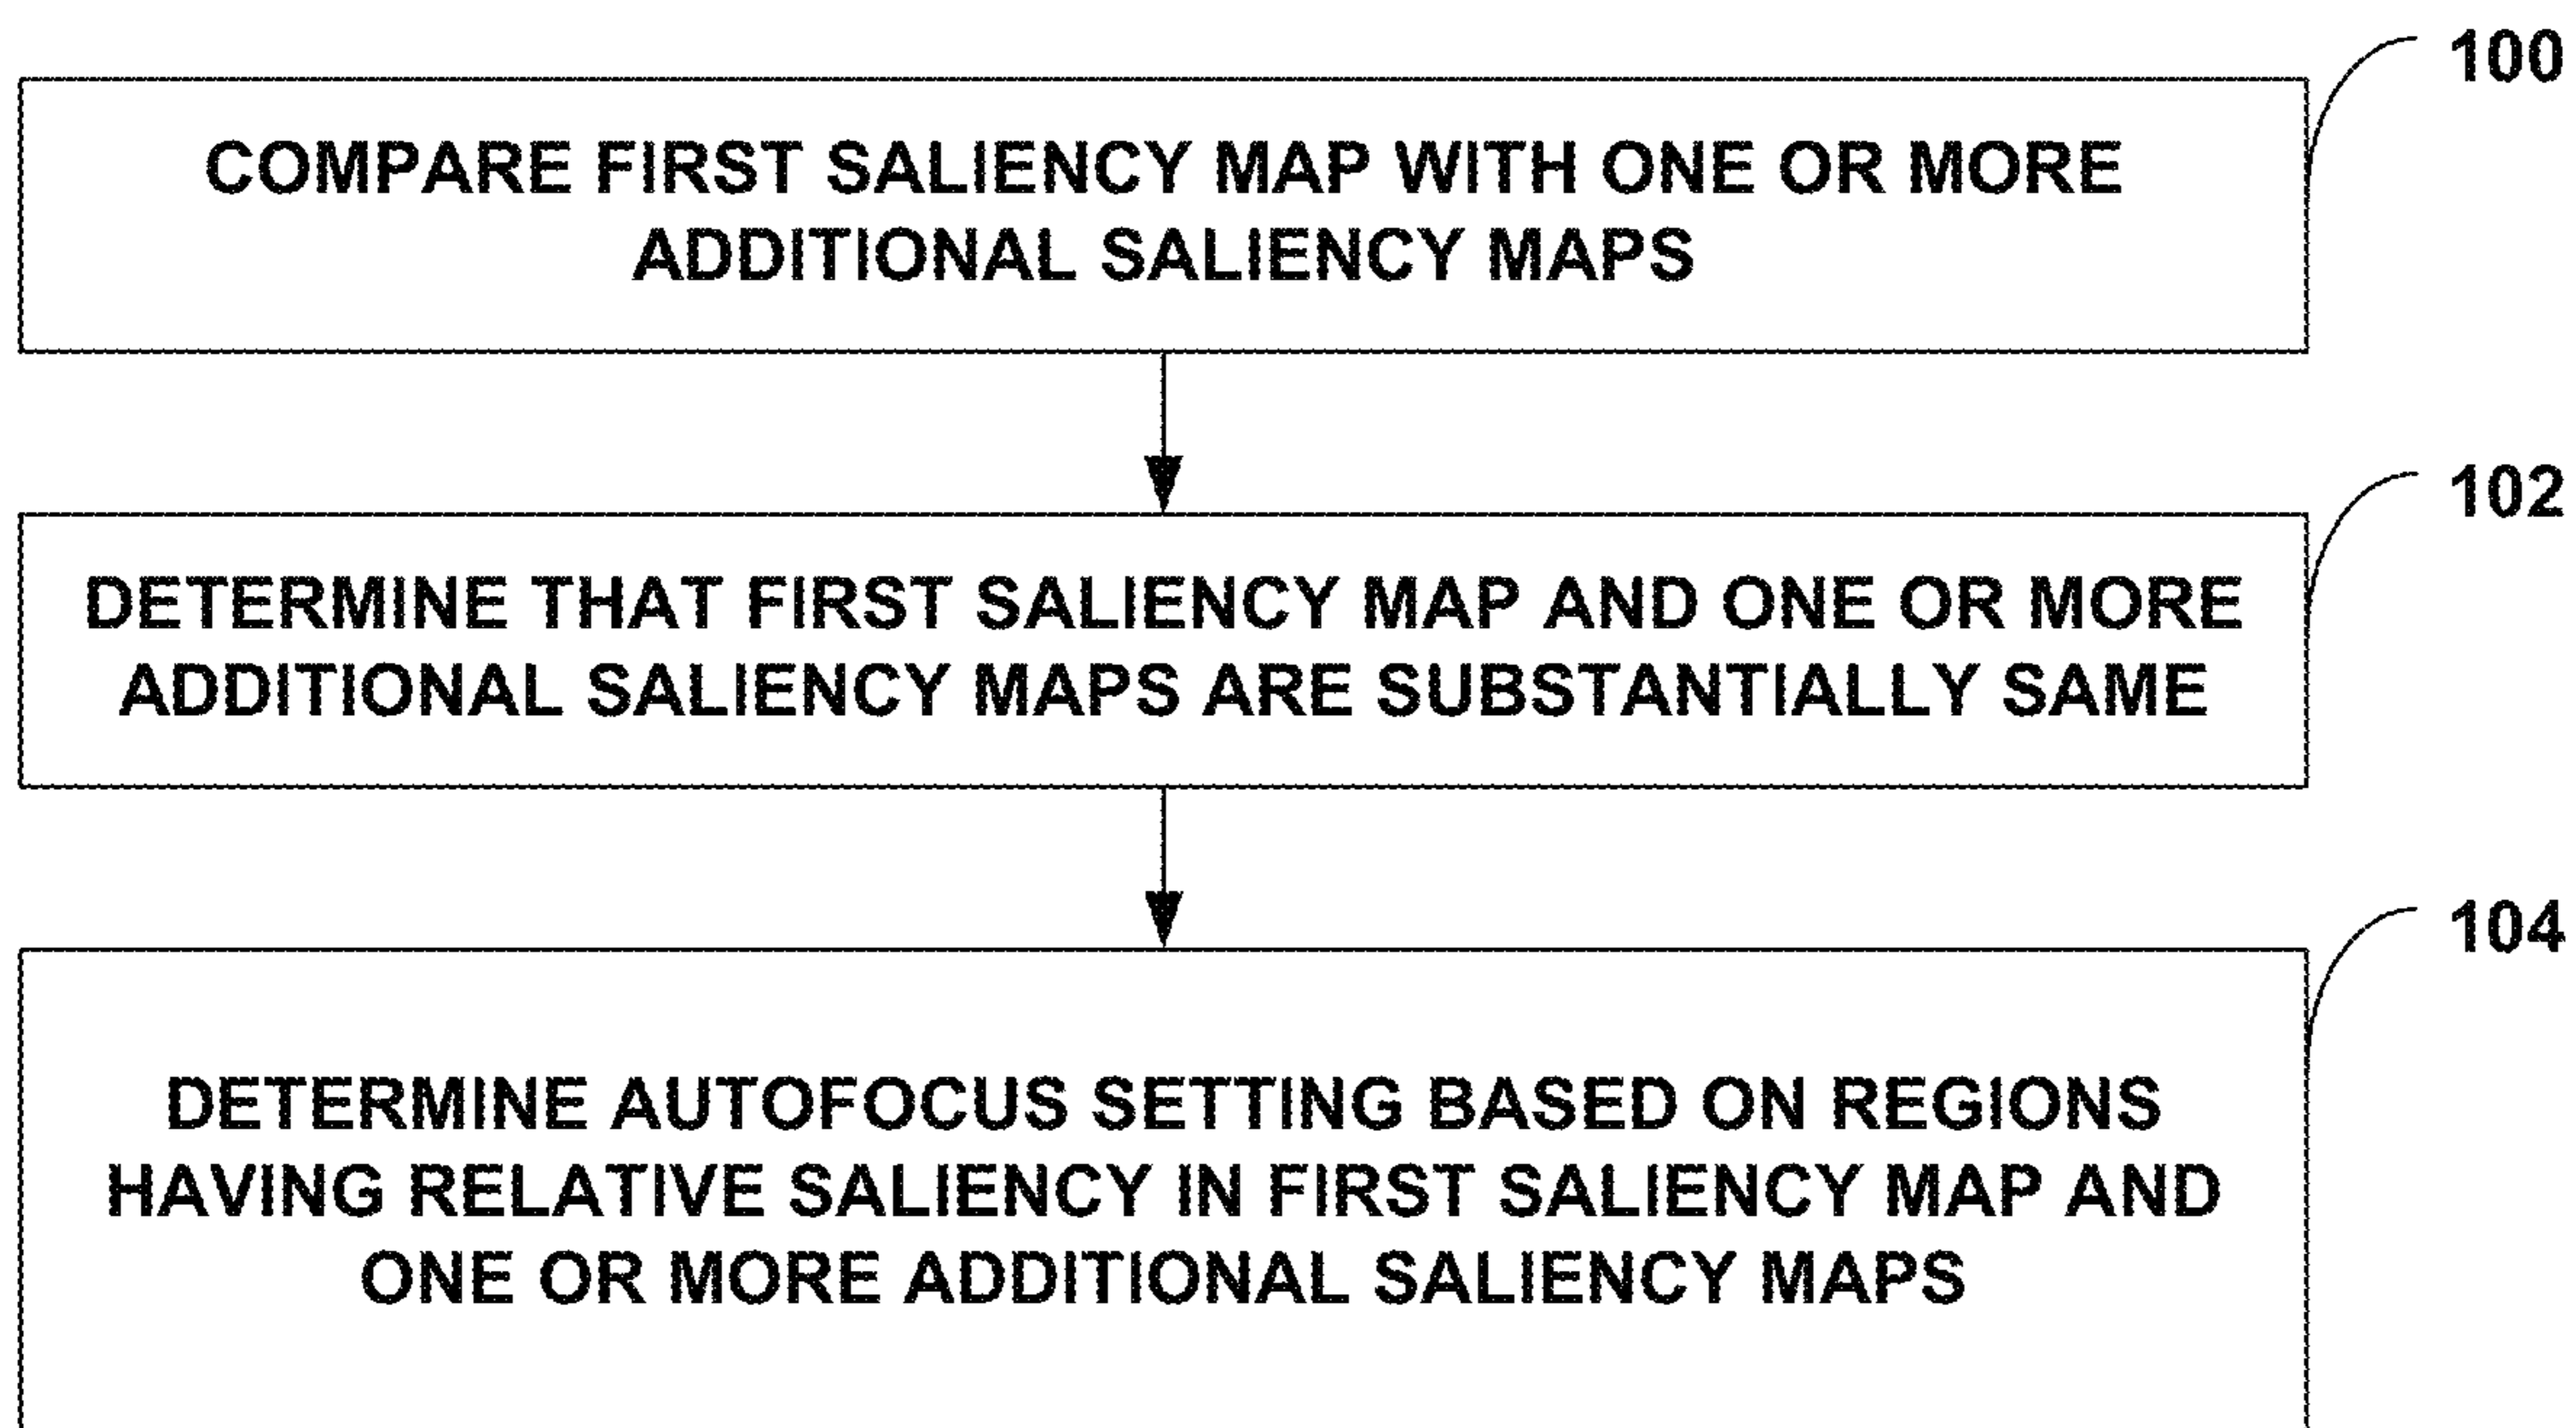 100
COMPARE FIRST SALIENCY MAP WITH ONE OR MORE
ADDITIONAL SALIENCY MAPS
102
DETERMINE THAT FIRST SALIENCY MAP AND ONE OR MORE
ADDITIONAL SALIENCY MAPS ARE SUBSTANTIALLY SAME
104
DETERMINE AUTOFOCUS SETTING BASED ON REGIONS
HAVING RELATIVE SALIENCY IN FIRST SALIENCY MAP AND
ONE OR MORE ADDITIONAL SALIENCY MAPS